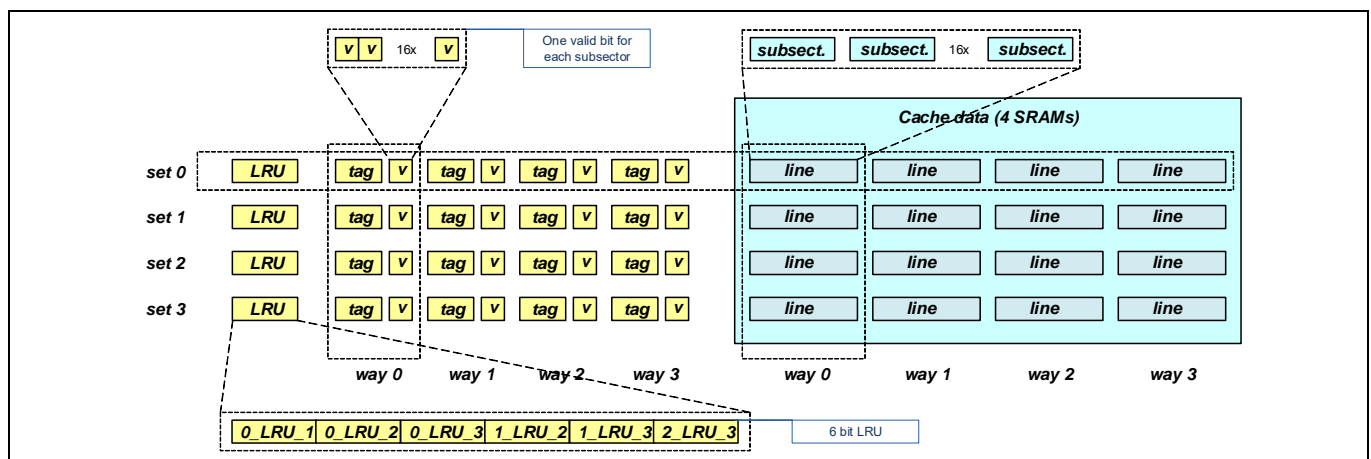 v v 16x v
One valid bit for
each subsector
subsect. subsect. 16x subsect.
Cache data (4 SRAMs)
set 0 LRU tag v tag v tag v tag v line line line line
set 1 LRU tag v tag v tag v tag v line line line line
set 2 LRU tag v tag v tag v tag v line line line line
set 3 LRU tag v tag v tag v tag v line line line line
way 0 way 1 way 2 way 3 way 0 way 1 way 2 way 3
0_LRU_1 0_LRU_2 0_LRU_3 1_LRU_2 1_LRU_3 2_LRU_3
6 bit LRU